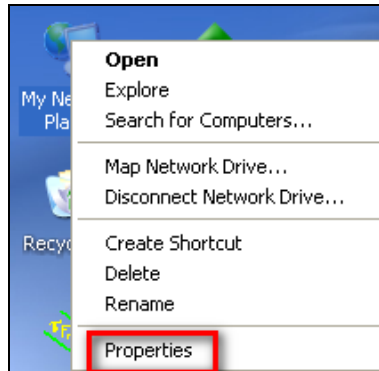 Open
Explore
My Ne
Search for Computers...
Pla
Map Network Drive...
Disconnect Network Drive...
Recyc
Create Shortcut
Delete
Rename
Properties